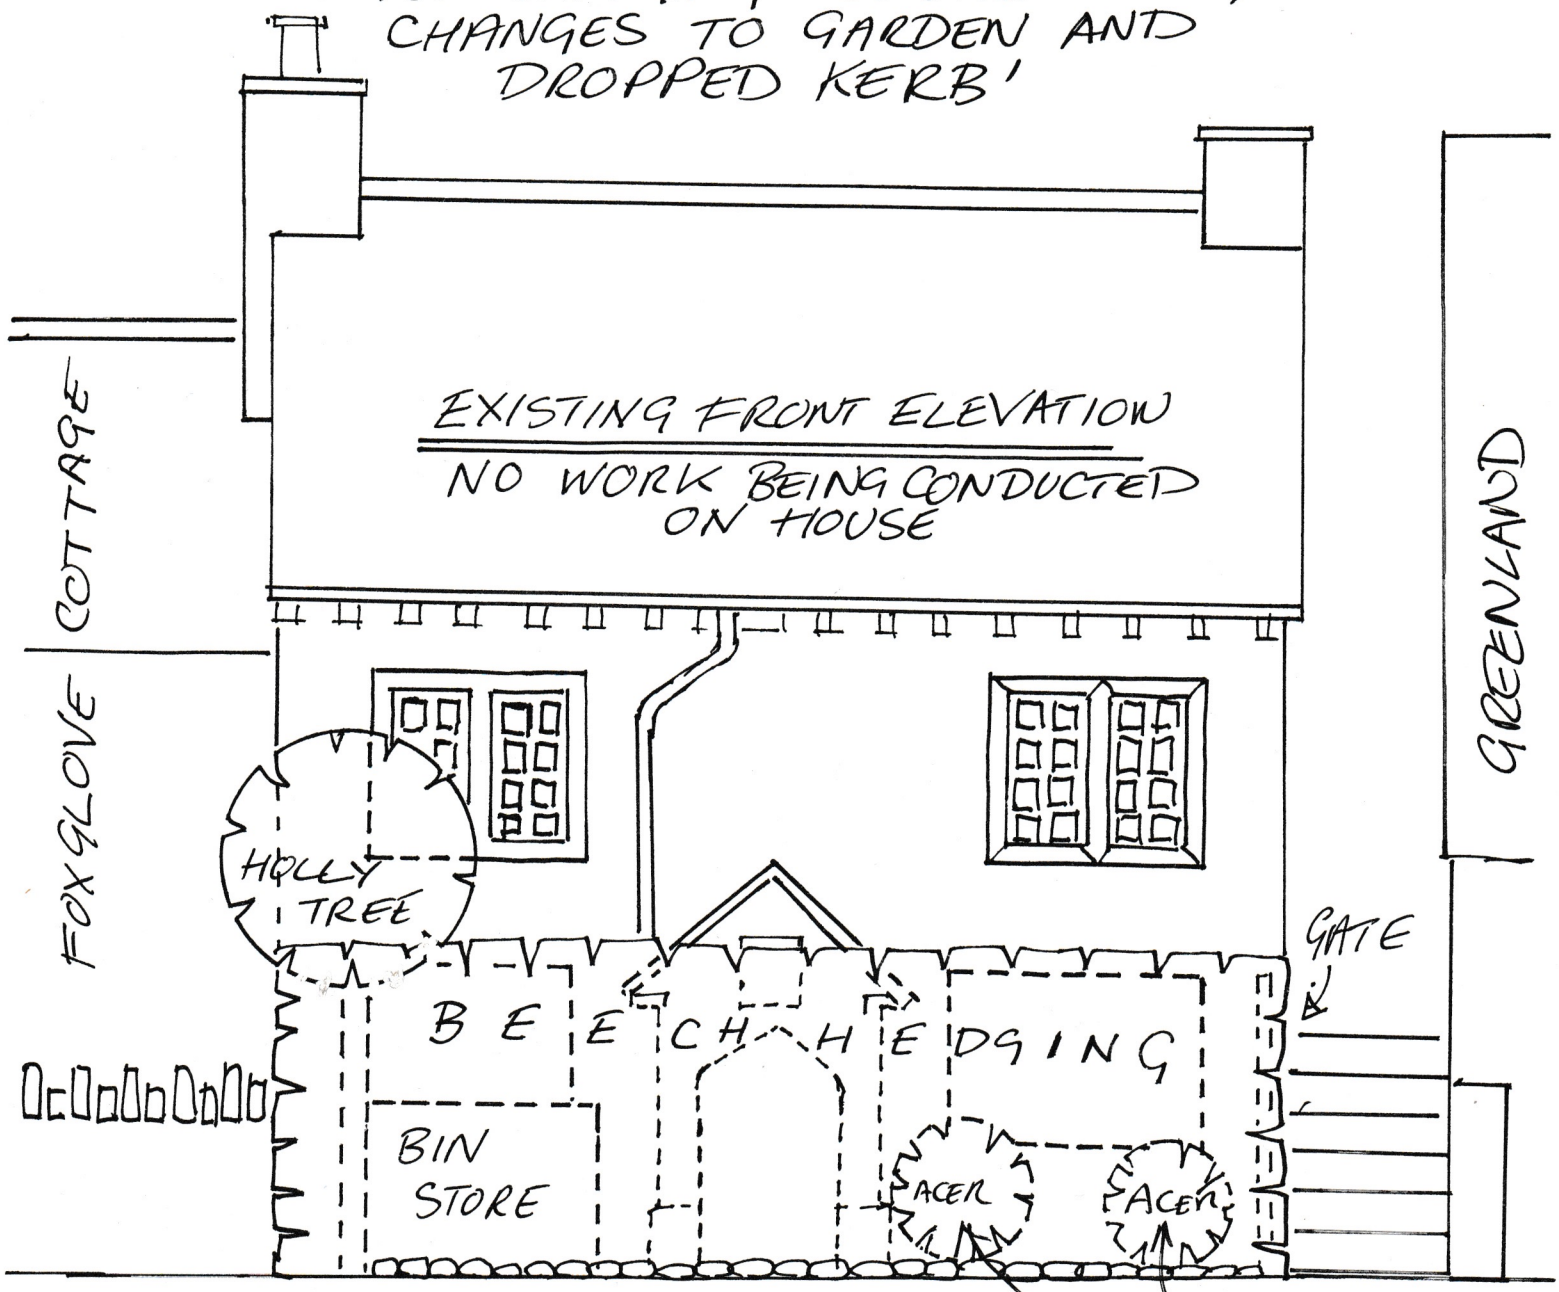 CHANGES TO GARDEN AND
DROPPED KERB'
EXISTING FRONT ELEVATION
NO WORK BEING CONDUCTED
ON HOUSE
FOXGLOVE COTTAGE
GREENLAND
HOLLY
TREE
GATE
BEECH HEDGING
BIN
STORE
ACER
ACER